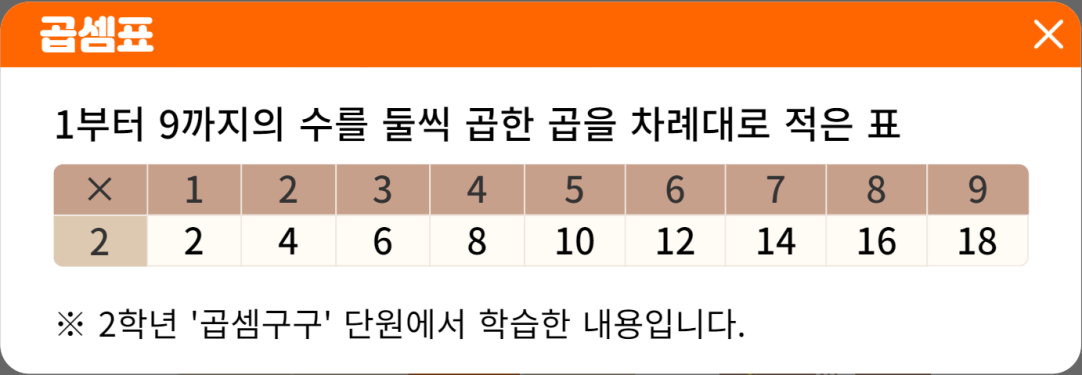 곱셈표
1부터 9까지의 수를 둘씩 곱한 곱을 차례대로 적은 표
× 1 2 3 4 5 6 7 8 9
2 2 4 6 8 10 12 14 16 18
※ 2학년 '곱셈구구' 단원에서 학습한 내용입니다.